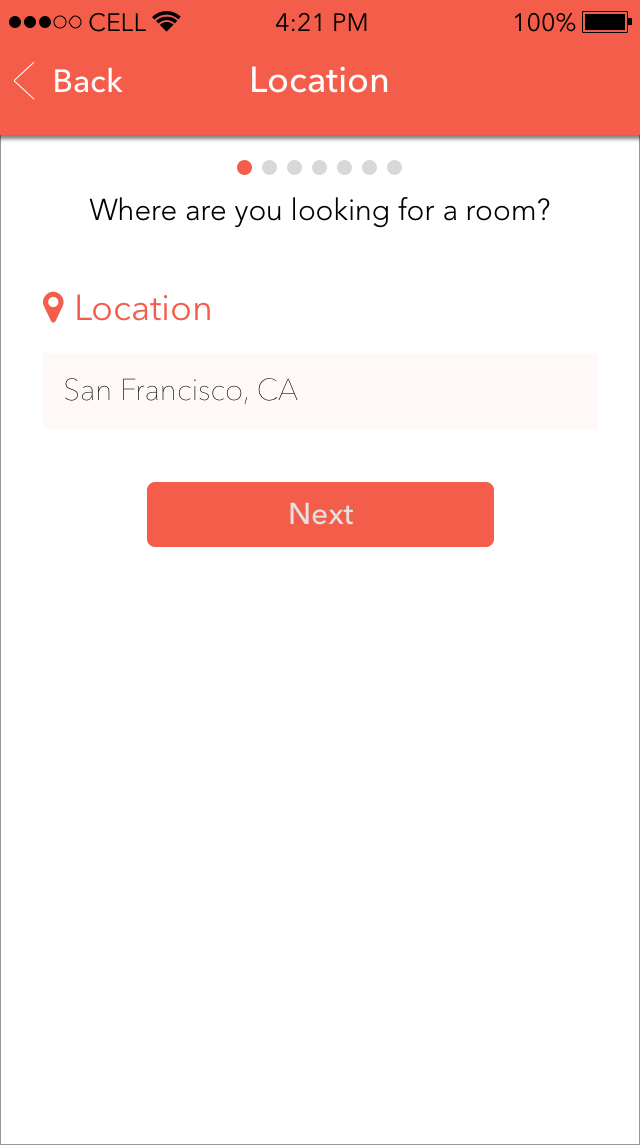 CELL 4:21 PM 100%
Back Location
Where are you looking for a room?
Location
San Francisco, CA
Next